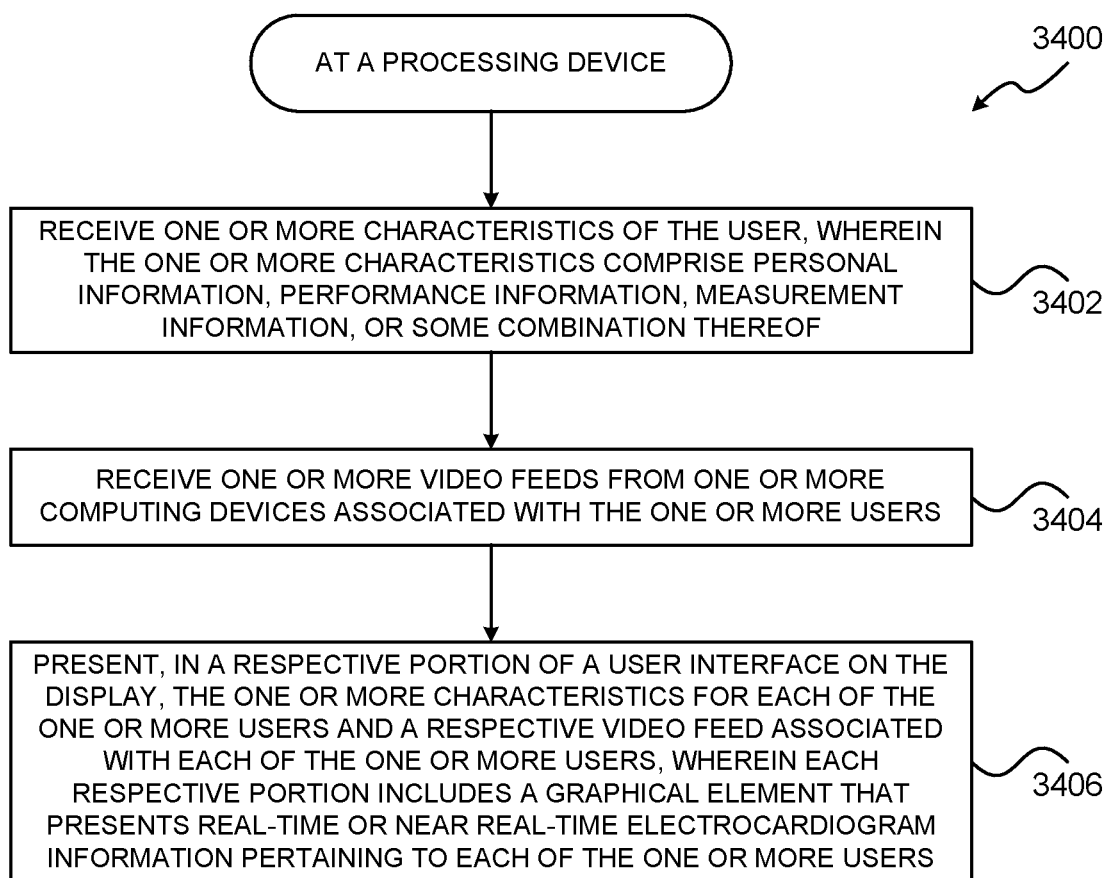 AT A PROCESSING DEVICE
3400
RECEIVE ONE OR MORE CHARACTERISTICS OF THE USER, WHEREIN
THE ONE OR MORE CHARACTERISTICS COMPRISE PERSONAL
INFORMATION, PERFORMANCE INFORMATION, MEASUREMENT
INFORMATION, OR SOME COMBINATION THEREOF
3402
RECEIVE ONE OR MORE VIDEO FEEDS FROM ONE OR MORE
COMPUTING DEVICES ASSOCIATED WITH THE ONE OR MORE USERS
3404
PRESENT, IN A RESPECTIVE PORTION OF A USER INTERFACE ON THE
DISPLAY, THE ONE OR MORE CHARACTERISTICS FOR EACH OF THE
ONE OR MORE USERS AND A RESPECTIVE VIDEO FEED ASSOCIATED
WITH EACH OF THE ONE OR MORE USERS, WHEREIN EACH
RESPECTIVE PORTION INCLUDES A GRAPHICAL ELEMENT THAT
PRESENTS REAL-TIME OR NEAR REAL-TIME ELECTROCARDIOGRAM
INFORMATION PERTAINING TO EACH OF THE ONE OR MORE USERS
3406